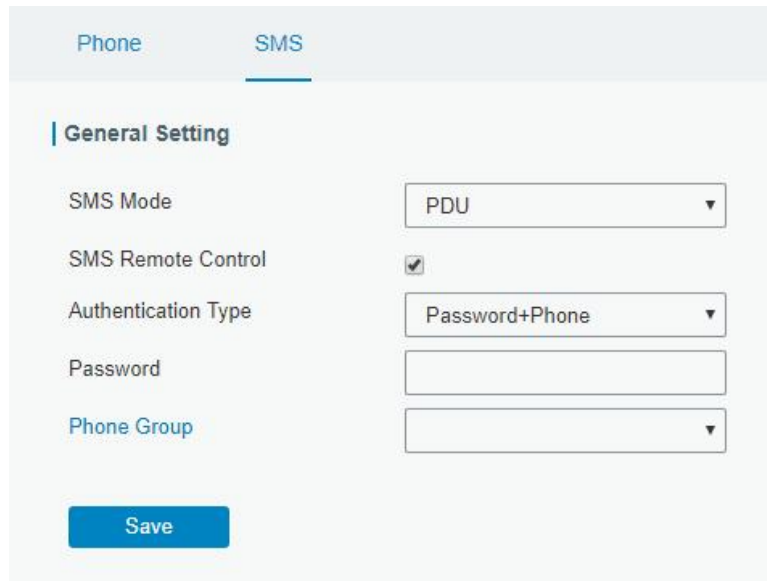 Phone SMS
General Setting
SMS Mode PDU
SMS Remote Control
Authentication Type Password+Phone
Password
Phone Group
Save